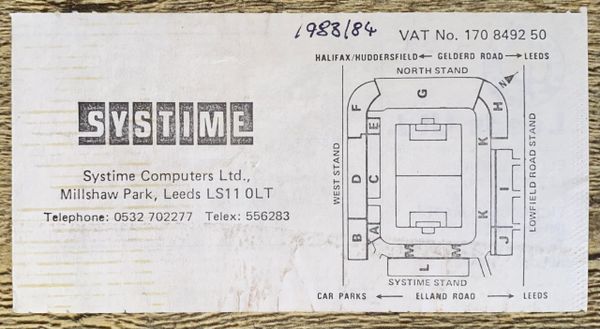 1983/84
VAT No. 170 8492 50
HALIFAX/HUDDERSFIELD ← GELDERD ROAD → LEEDS
NORTH STAND
N
F
G
H
SYSTIME
E
K
WEST STAND
D
C
I
LOWFIELD ROAD STAND
Systime Computers Ltd.,
Millshaw Park, Leeds LS11 0LT
Telephone: 0532 702277 Telex: 556283
K
B
A
J
M
M
L
SYSTIME STAND
CAR PARKS ← ELLAND ROAD → LEEDS